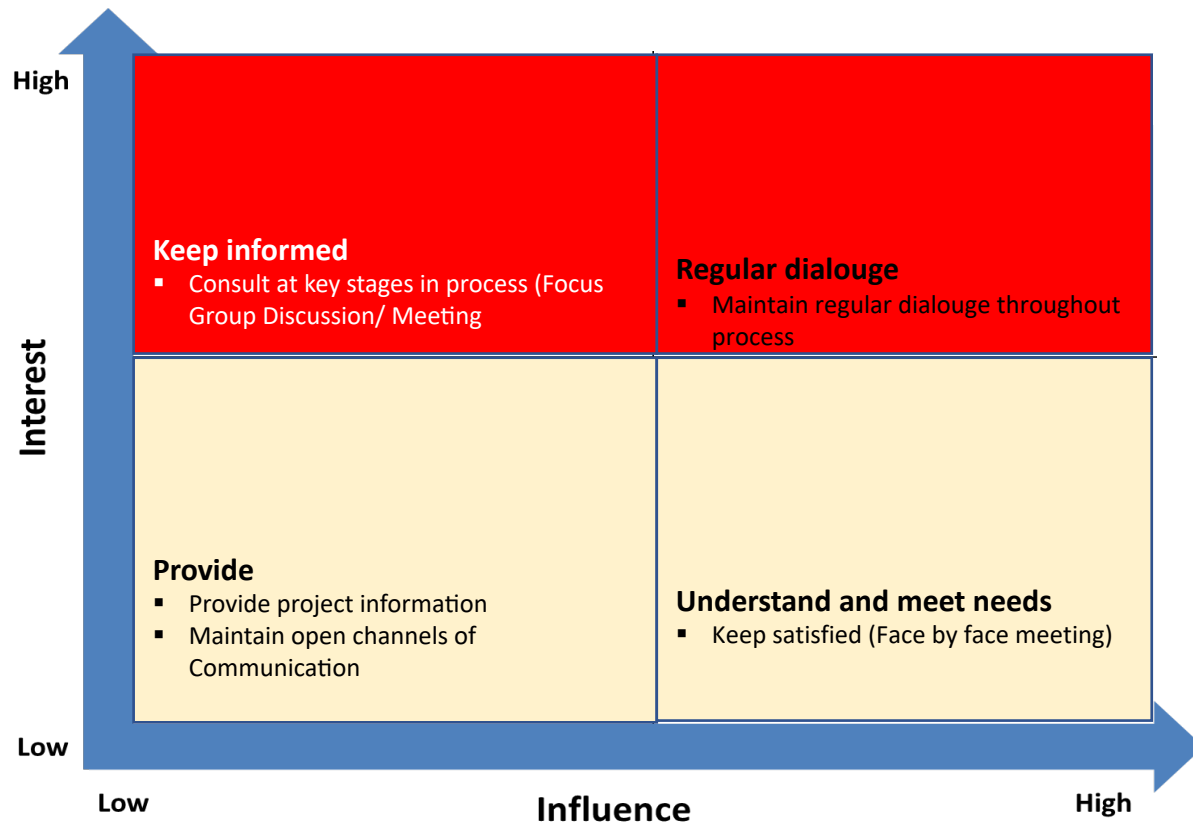 High
Keep informed
▪ Consult at key stages in process (Focus
Group Discussion/ Meeting
Regular dialouge
▪ Maintain regular dialouge throughout
process
Interest
Provide
▪ Provide project information
▪ Maintain open channels of
Communication
Understand and meet needs
▪ Keep satisfied (Face by face meeting)
Low
Low
Influence
High